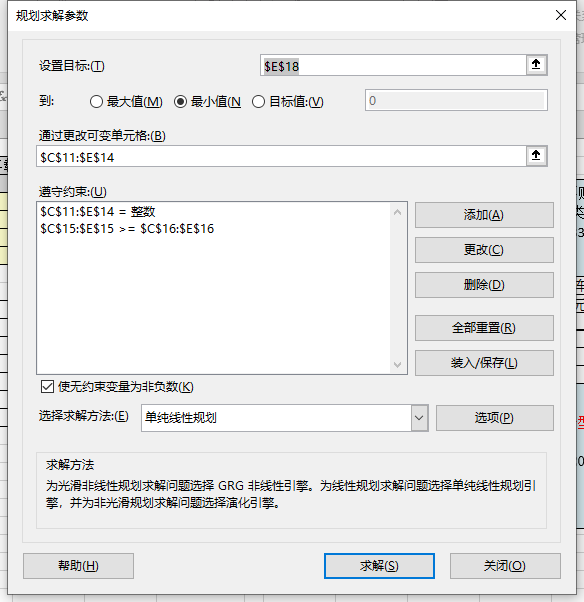 规划求解参数
设置目标:(T)
$E$18
到:
最大值(M)
最小值(N
目标值:(V)
0
通过更改可变单元格:(B)
$C$11:$E$14
遵守约束:(U)
$C$11:$E$14 = 整数
$C$15:$E$15 >= $C$16:$E$16
添加(A)
更改(C)
删除(D)
全部重置(R)
装入/保存(L)
使无约束变量为非负数(K)
选择求解方法:(E)
单纯线性规划
选项(P)
求解方法
为光滑非线性规划求解问题选择 GRG 非线性引擎。为线性规划求解问题选择单纯线性规划引
擎，并为非光滑规划求解问题选择演化引擎。
帮助(H)
求解(S)
关闭(O)